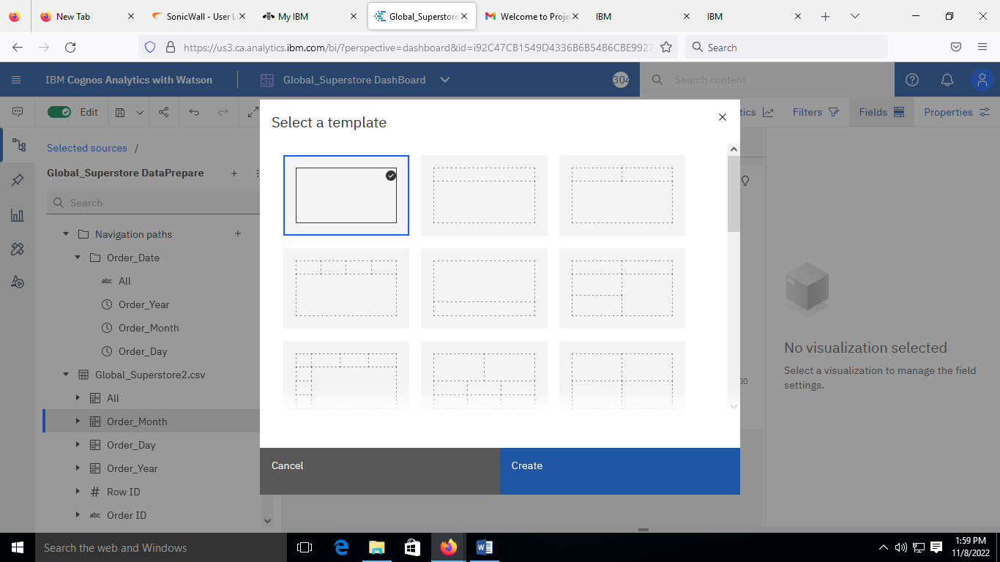 New Tab
SonicWall - User L
My IBM
Global_Superstore
Welcome to Proje
IBM
IBM
https://us3.ca.analytics.ibm.com/bi/?perspective=dashboard&id=i92C47CB1549D4336B6B54B6CBE9927
Search
IBM Cognos Analytics with Watson
Global_Superstore DashBoard
304
Search content
Edit
tics
Filters
Fields
Properties
Select a template
Selected sources /
Global_Superstore DataPrepare
Search
Navigation paths
Order_Date
abc All
Order_Year
Order_Month
Order_Day
Global_Superstore2.csv
All
Order_Month
Order_Day
Order_Year
# Row ID
abc Order ID
No visualization selected
Select a visualization to manage the field
settings.
00
Cancel
Create
Search the web and Windows
1:59 PM
11/8/2022